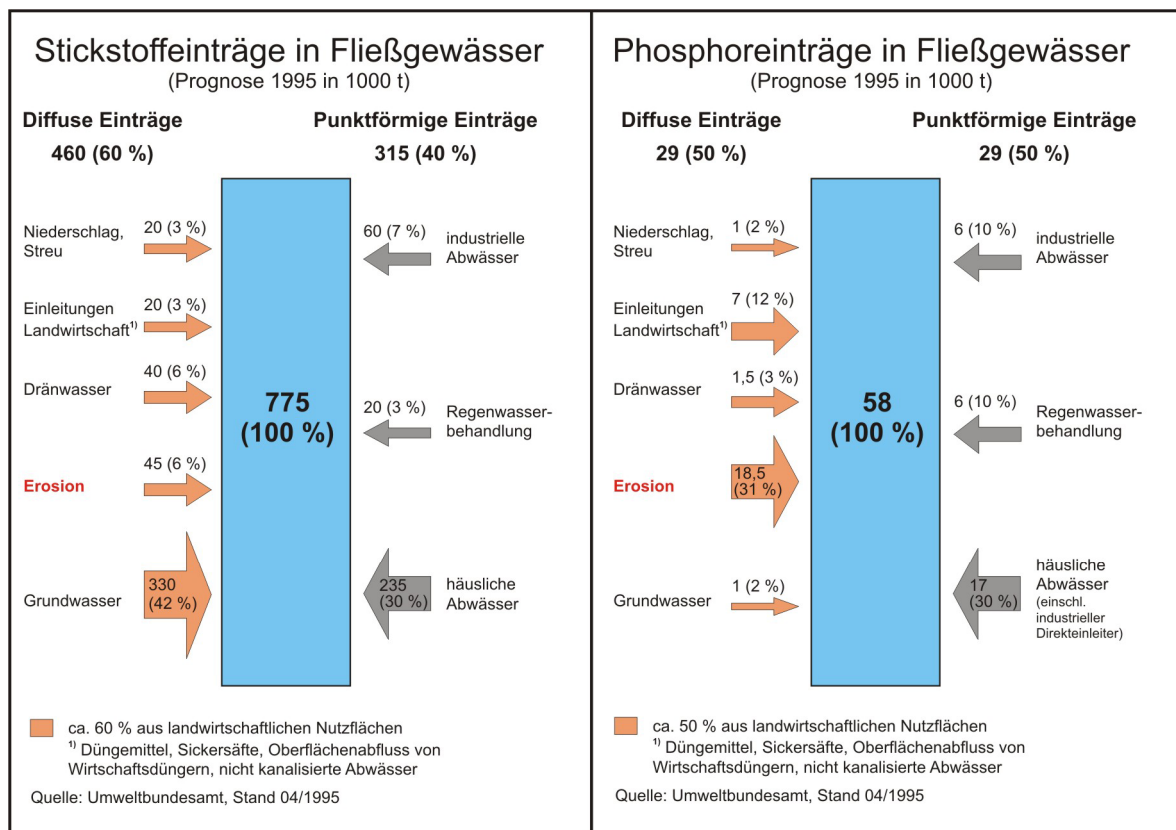 Stickstoffeinträge in Fließgewässer
(Prognose 1995 in 1000 t)
Diffuse Einträge
460 (60 %)
Punktförmige Einträge
315 (40 %)
Niederschlag,
Streu
20 (3 %)
Einleitungen
Landwirtschaft¹⁾
20 (3 %)
Dränwasser
40 (6 %)
Erosion
45 (6 %)
Grundwasser
330
(42 %)
775
(100 %)
60 (7 %)
industrielle
Abwässer
20 (3 %)
Regenwasser-
behandlung
235
(30 %)
häusliche
Abwässer
ca. 60 % aus landwirtschaftlichen Nutzflächen
¹⁾ Düngemittel, Sickersäfte, Oberflächenabfluss von
Wirtschaftsdüngern, nicht kanalisierte Abwässer
Quelle: Umweltbundesamt, Stand 04/1995
Phosphoreinträge in Fließgewässer
(Prognose 1995 in 1000 t)
Diffuse Einträge
29 (50 %)
Punktförmige Einträge
29 (50 %)
Niederschlag,
Streu
1 (2 %)
Einleitungen
Landwirtschaft¹⁾
7 (12 %)
Dränwasser
1,5 (3 %)
Erosion
18,5
(31 %)
Grundwasser
1 (2 %)
58
(100 %)
6 (10 %)
industrielle
Abwässer
6 (10 %)
Regenwasser-
behandlung
17
(30 %)
häusliche
Abwässer
(einschl.
industrieller
Direkteinleiter)
ca. 50 % aus landwirtschaftlichen Nutzflächen
¹⁾ Düngemittel, Sickersäfte, Oberflächenabfluss von
Wirtschaftsdüngern, nicht kanalisierte Abwässer
Quelle: Umweltbundesamt, Stand 04/1995